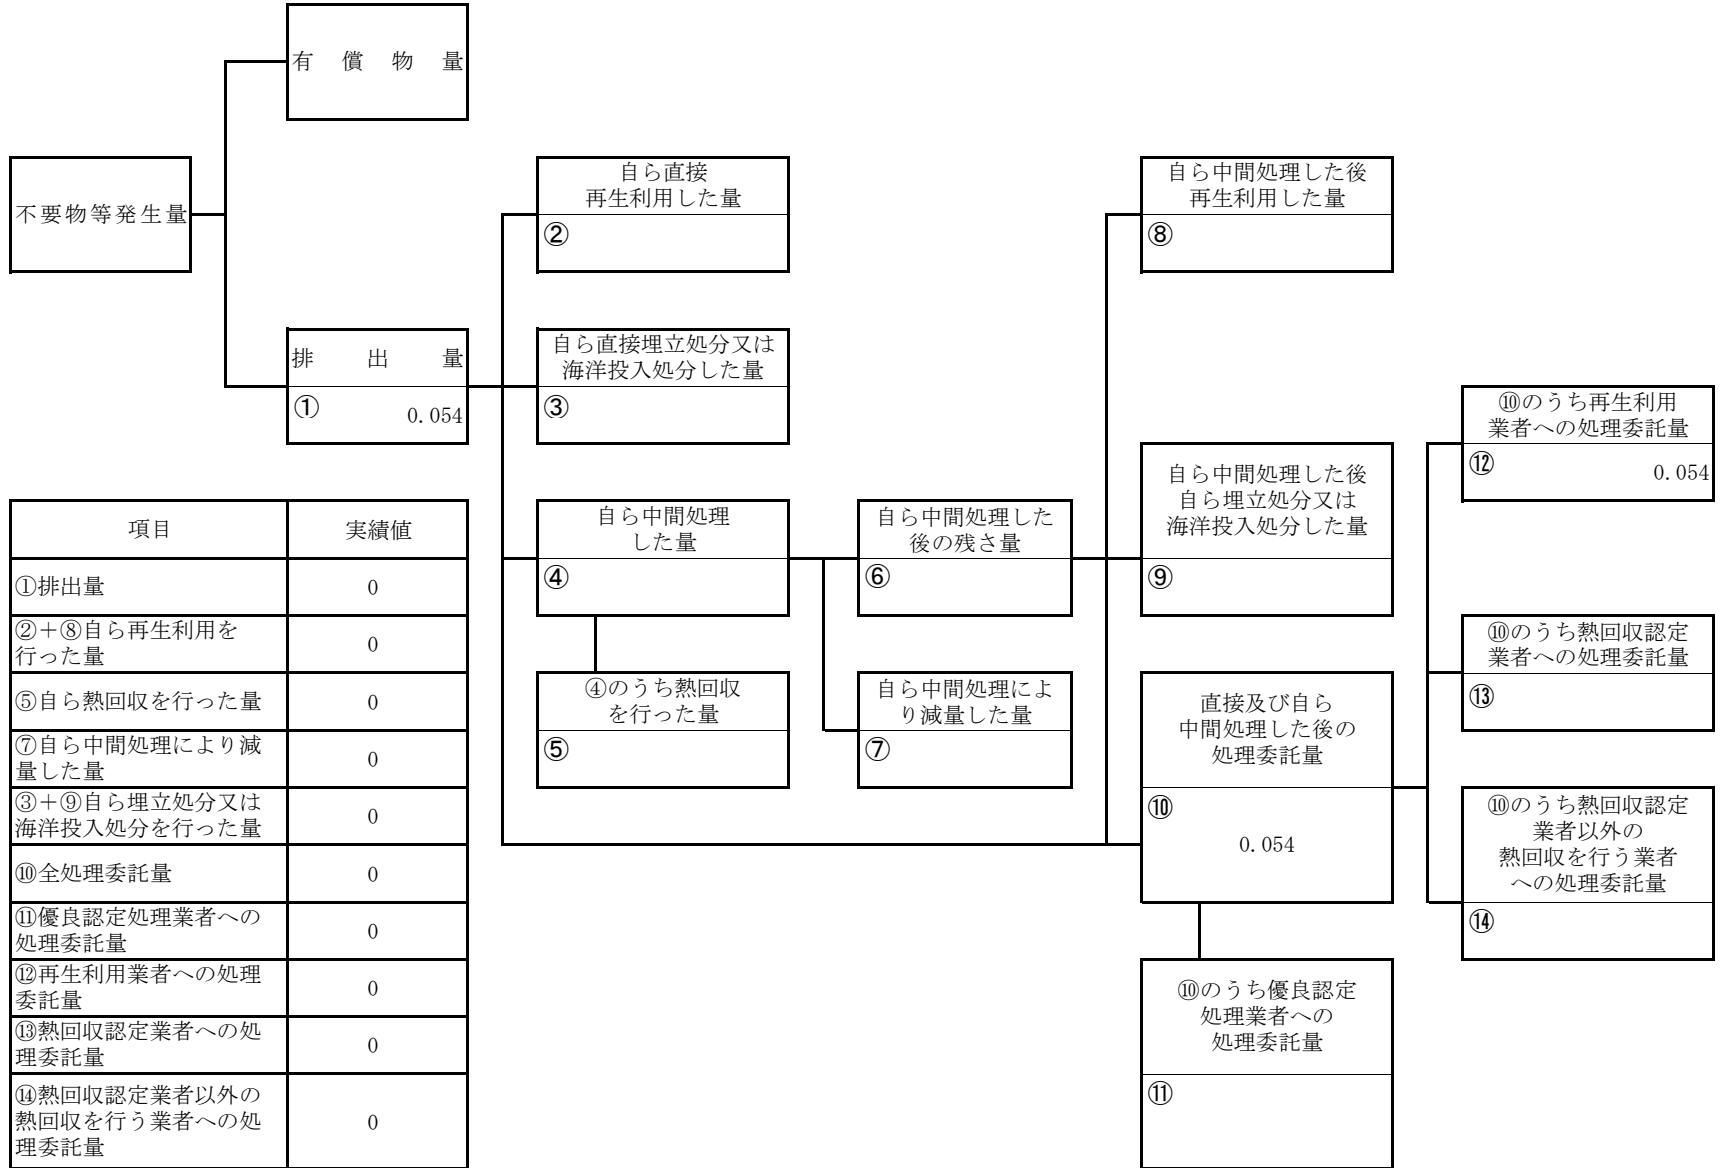 有償物量
不要物等発生量
排出量
① 0.054
自ら直接
再生利用した量
②
自ら直接埋立処分又は
海洋投入処分した量
③
自ら中間処理
した量
④
④のうち熱回収
を行った量
⑤
自ら中間処理した
後の残さ量
⑥
自ら中間処理によ
り減量した量
⑦
自ら中間処理した後
再生利用した量
⑧
自ら中間処理した後
自ら埋立処分又は
海洋投入処分した量
⑨
直接及び自ら
中間処理した後の
処理委託量
⑩
0.054
⑩のうち優良認定
処理業者への
処理委託量
⑪
⑩のうち再生利用
業者への処理委託量
⑫ 0.054
⑩のうち熱回収認定
業者への処理委託量
⑬
⑩のうち熱回収認定
業者以外の
熱回収を行う業者
への処理委託量
⑭
項目 実績値
①排出量 0
②+⑧自ら再生利用を
行った量 0
⑤自ら熱回収を行った量 0
⑦自ら中間処理により減
量した量 0
③+⑨自ら埋立処分又は
海洋投入処分を行った量 0
⑩全処理委託量 0
⑪優良認定処理業者への
処理委託量 0
⑫再生利用業者への処理
委託量 0
⑬熱回収認定業者への処
理委託量 0
⑭熱回収認定業者以外の
熱回収を行う業者への処 0
理委託量